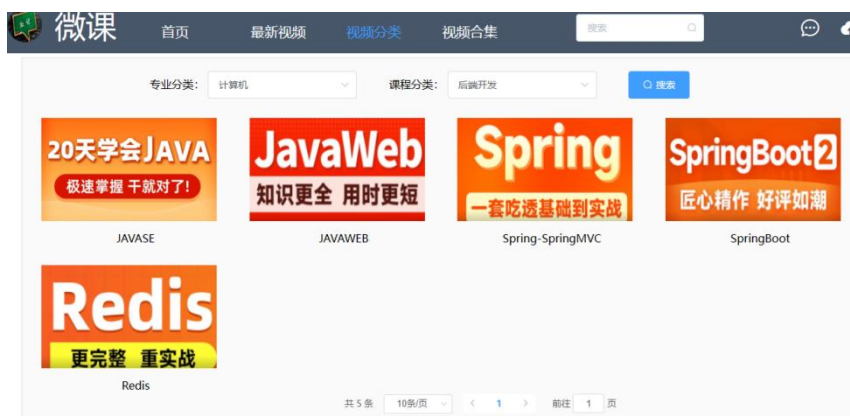 微课 首页 最新视频 视频分类 视频合集 搜索
专业分类： 计算机 课程分类： 后端开发 搜索
20天学会JAVA
极速掌握 干就对了!
JavaWeb
知识更全 用时更短
Spring
一套吃透基础到实战
SpringBoot2
匠心精作 好评如潮
JAVASE JAVAWEB Spring-SpringMVC SpringBoot
Redis
更完整 重实战
Redis
共 5 条 10条/页 < 1 > 前往 1 页